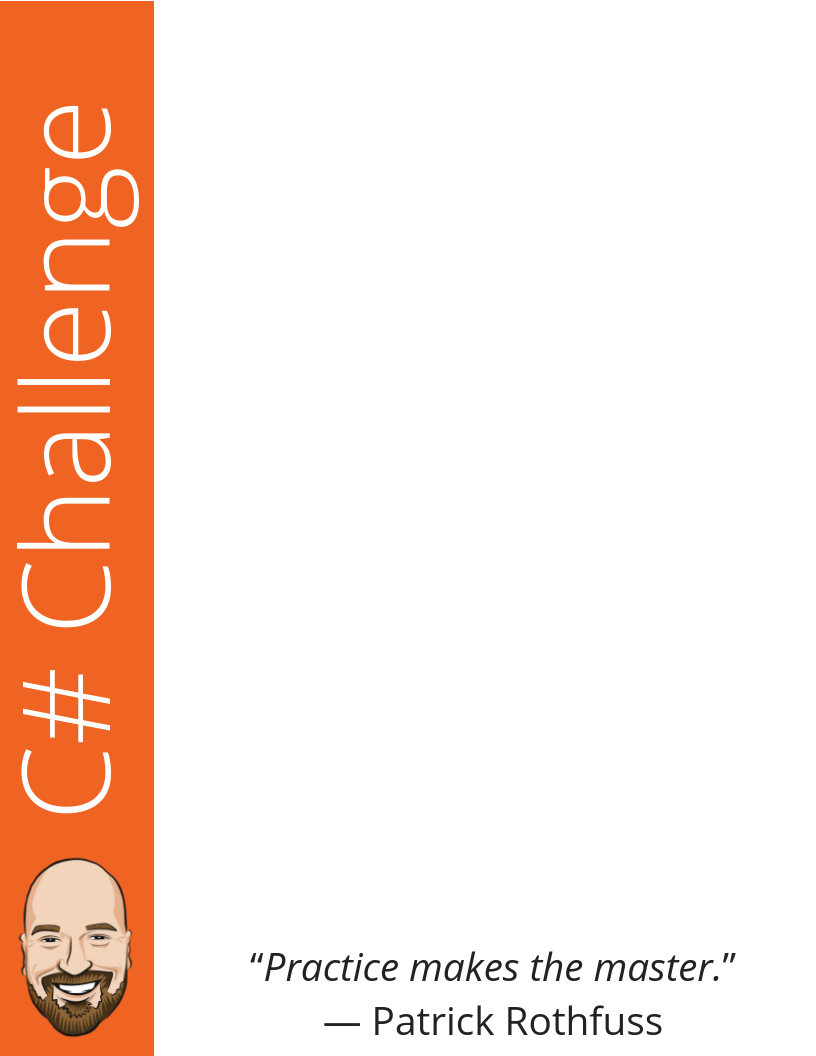 C# Challenge
“Practice makes the master.”
— Patrick Rothfuss